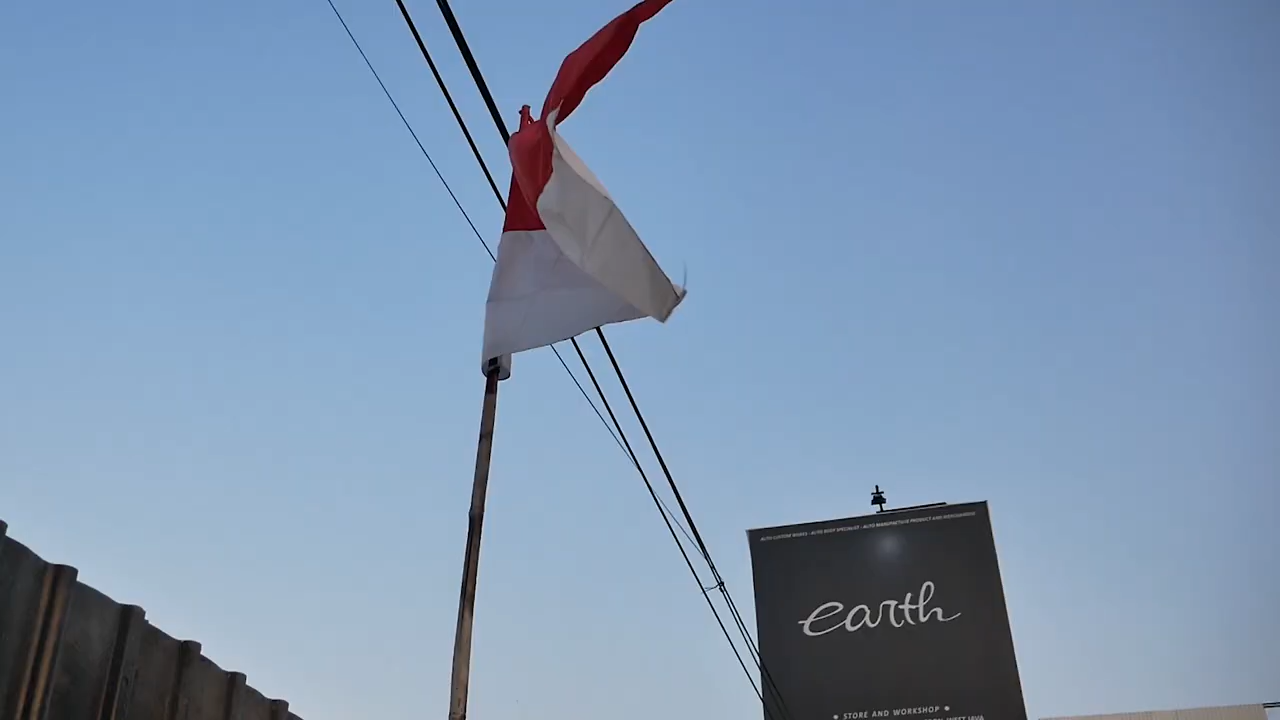 AUTO CUSTOM WORKS - AUTO BODY SPECIALIST - AUTO MANUFACTURE PRODUCT AND MERCHANDISE
earth
• STORE AND WORKSHOP •
WEST JAVA